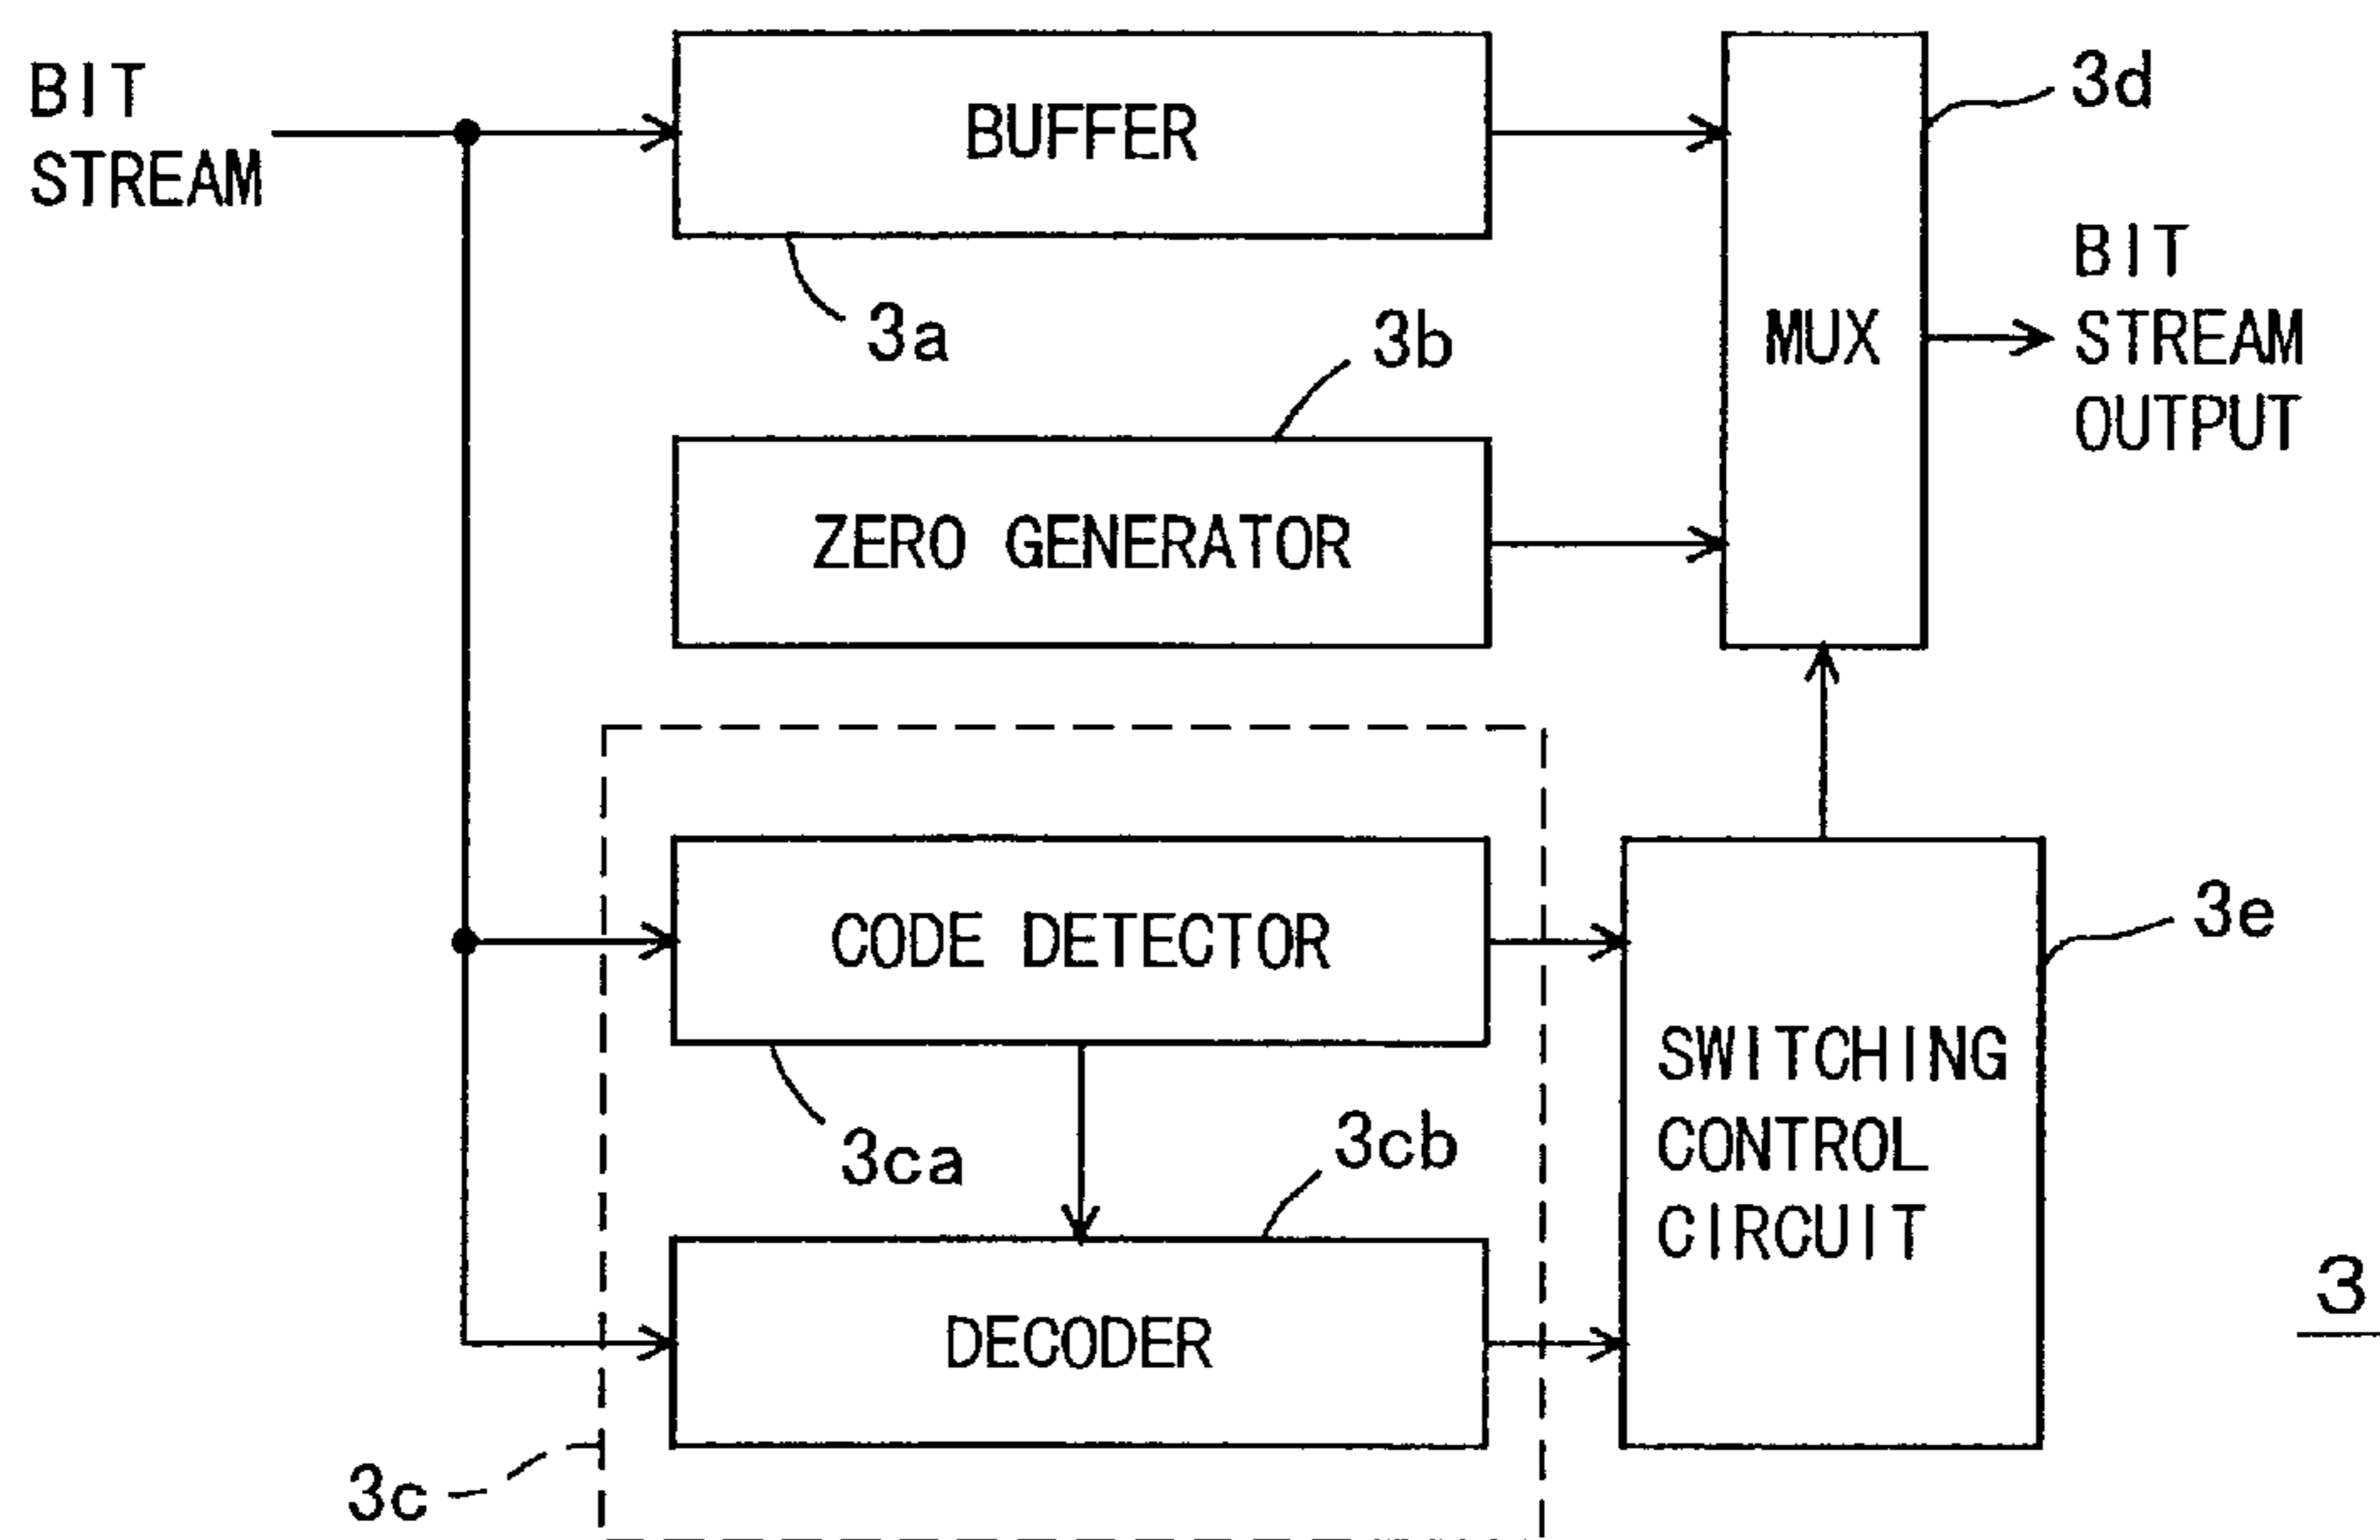 BIT
STREAM
BUFFER
3a
3d
MUX
BIT
STREAM
OUTPUT
3b
ZERO GENERATOR
CODE DETECTOR
3ca
3cb
DECODER
3c
3e
SWITCHING
CONTROL
CIRCUIT
3